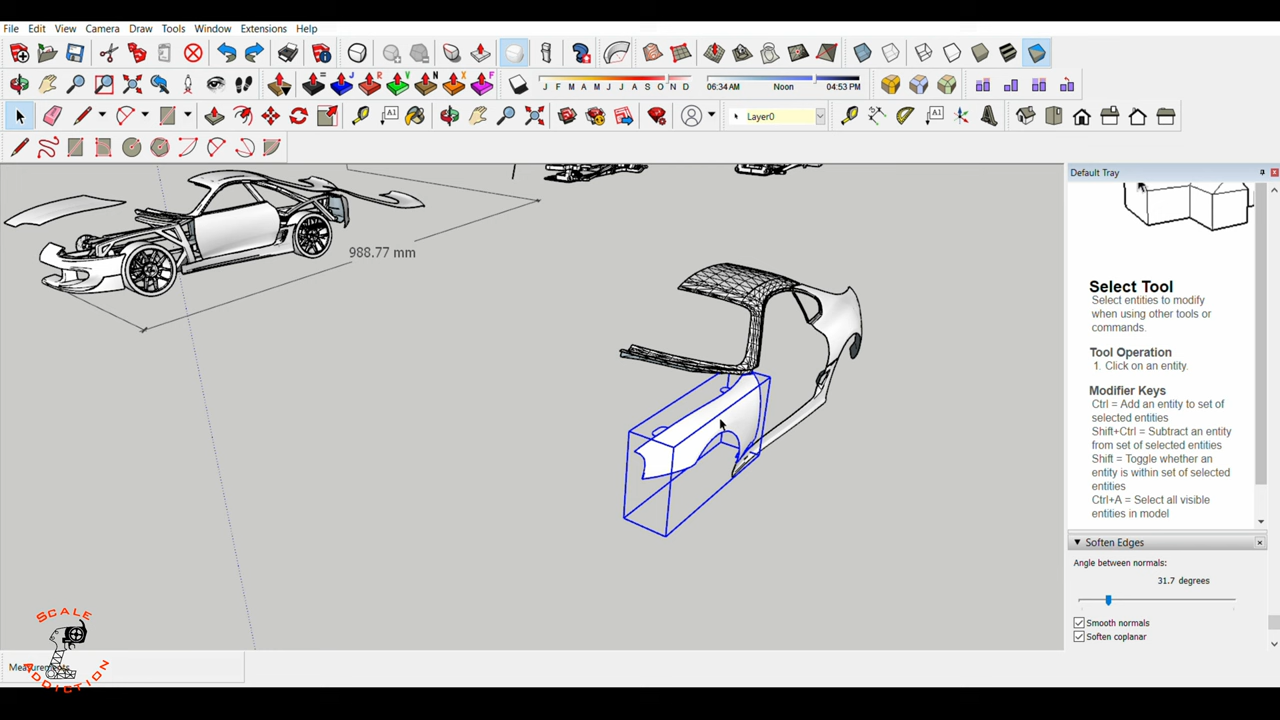 File Edit View Camera Draw Tools Window Extensions Help
J F M A M J J A S O N D
06:34 AM Noon 04:53 PM
Layer0
Default Tray
988.77 mm
Select Tool
Select entities to modify
when using other tools or
commands.
Tool Operation
1. Click on an entity.
Modifier Keys
Ctrl = Add an entity to set of
selected entities
Shift+Ctrl = Subtract an entity
from set of selected entities
Shift = Toggle whether an
entity is within set of selected
entities
Ctrl+A = Select all visible
entities in model
Soften Edges
Angle between normals:
31.7 degrees
Smooth normals
Soften coplanar
SCALE
ADDICTION
Measurements